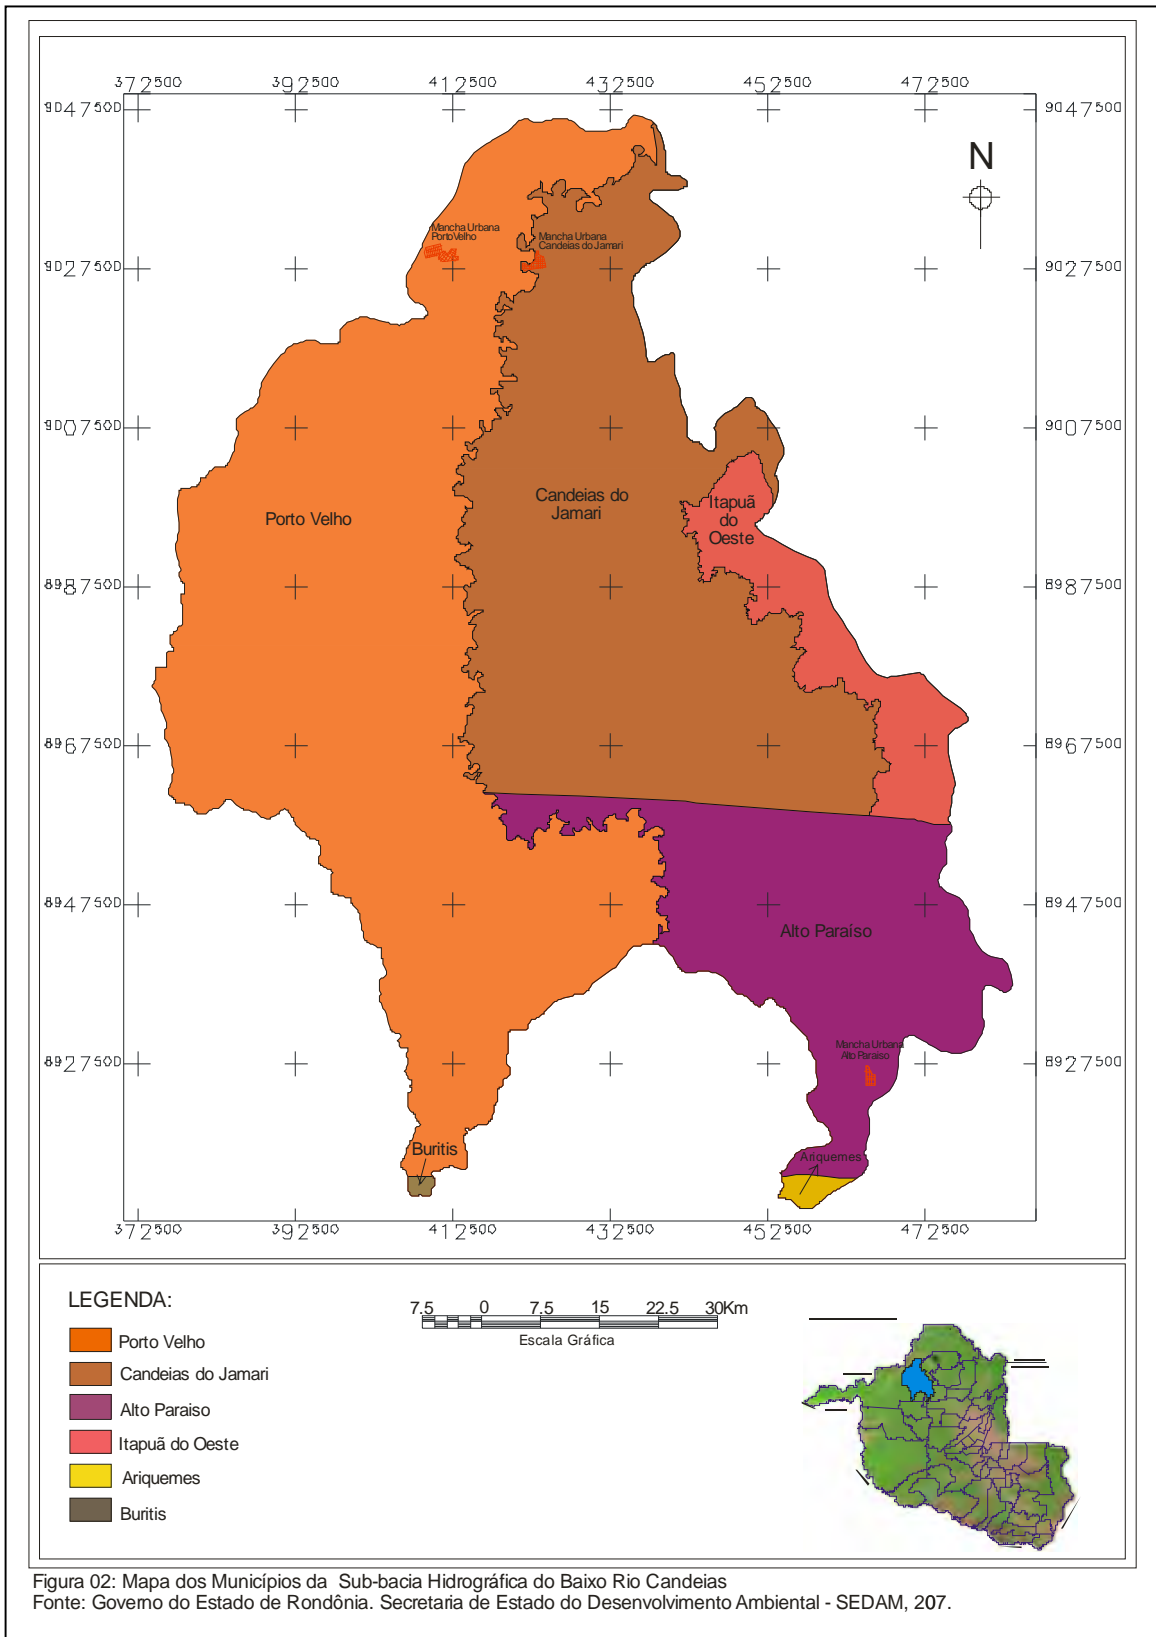 372500 392500 412500 432500 452500 472500
9047500 9047500
N
Mancha Urbana
Porto Velho
Mancha Urbana
Candeias do Jamari
9027500 9027500
9007500 9007500
Candeias do
Jamari
Itapuã
do
Oeste
Porto Velho
8987500 8987500
8967500 8967500
8947500 8947500
Alto Paraíso
Mancha Urbana
Alto Paraiso
8927500 8927500
Buritis
Ariquemes
372500 392500 412500 432500 452500 472500
LEGENDA:
7.5 0 7.5 15 22.5 30Km
Escala Gráfica
Porto Velho
Candeias do Jamari
Alto Paraiso
Itapuã do Oeste
Ariquemes
Buritis
Figura 02: Mapa dos Municípios da Sub-bacia Hidrográfica do Baixo Rio Candeias
Fonte: Governo do Estado de Rondônia. Secretaria de Estado do Desenvolvimento Ambiental - SEDAM, 207.